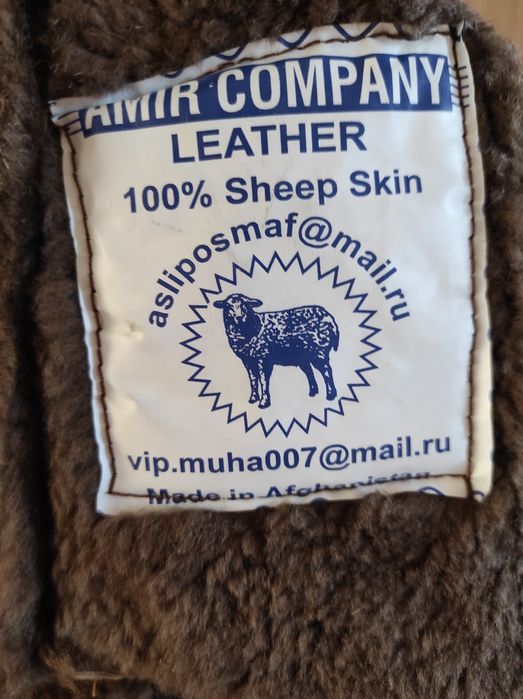 AMIR COMPANY
LEATHER
100% Sheep Skin
asliposmaf@mail.ru
vip.muha007@mail.ru
Made in Afghanistan